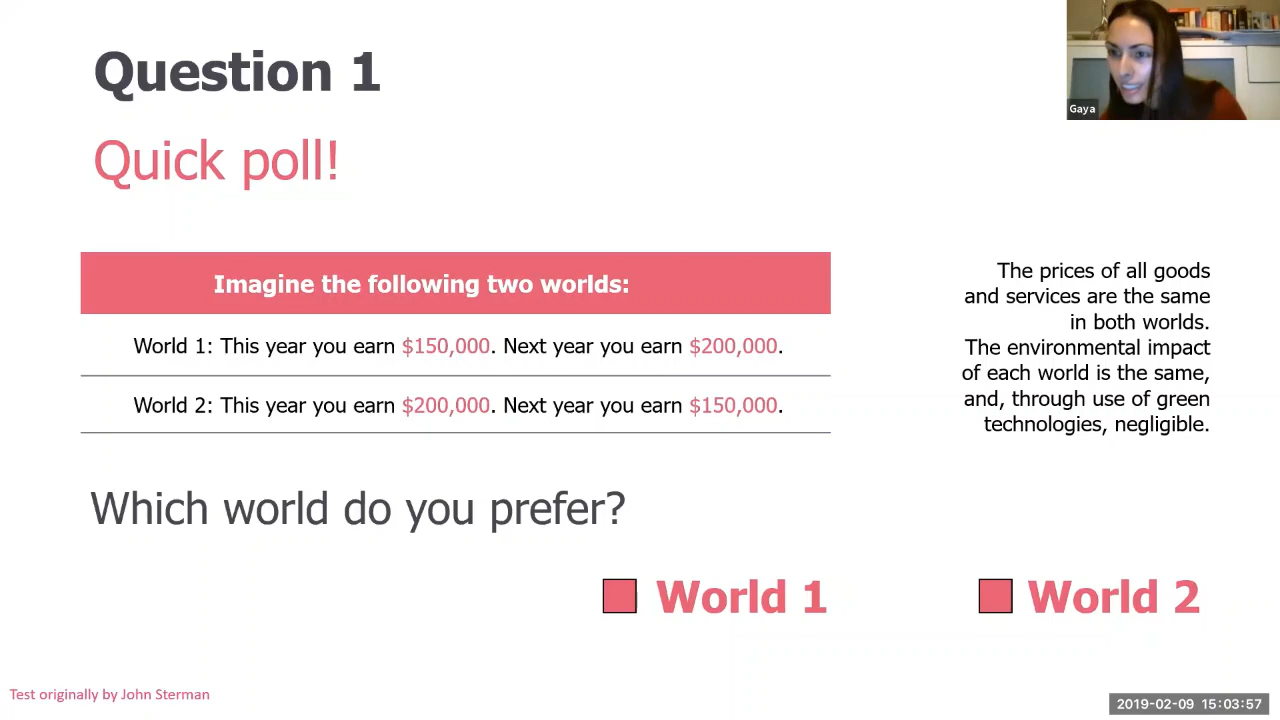 Question 1
Gaya
Quick poll!
Imagine the following two worlds:
World 1: This year you earn $150,000. Next year you earn $200,000.
World 2: This year you earn $200,000. Next year you earn $150,000.
The prices of all goods
and services are the same
in both worlds.
The environmental impact
of each world is the same,
and, through use of green
technologies, negligible.
Which world do you prefer?
World 1
World 2
Test originally by John Sterman
2019-02-09 15:03:57